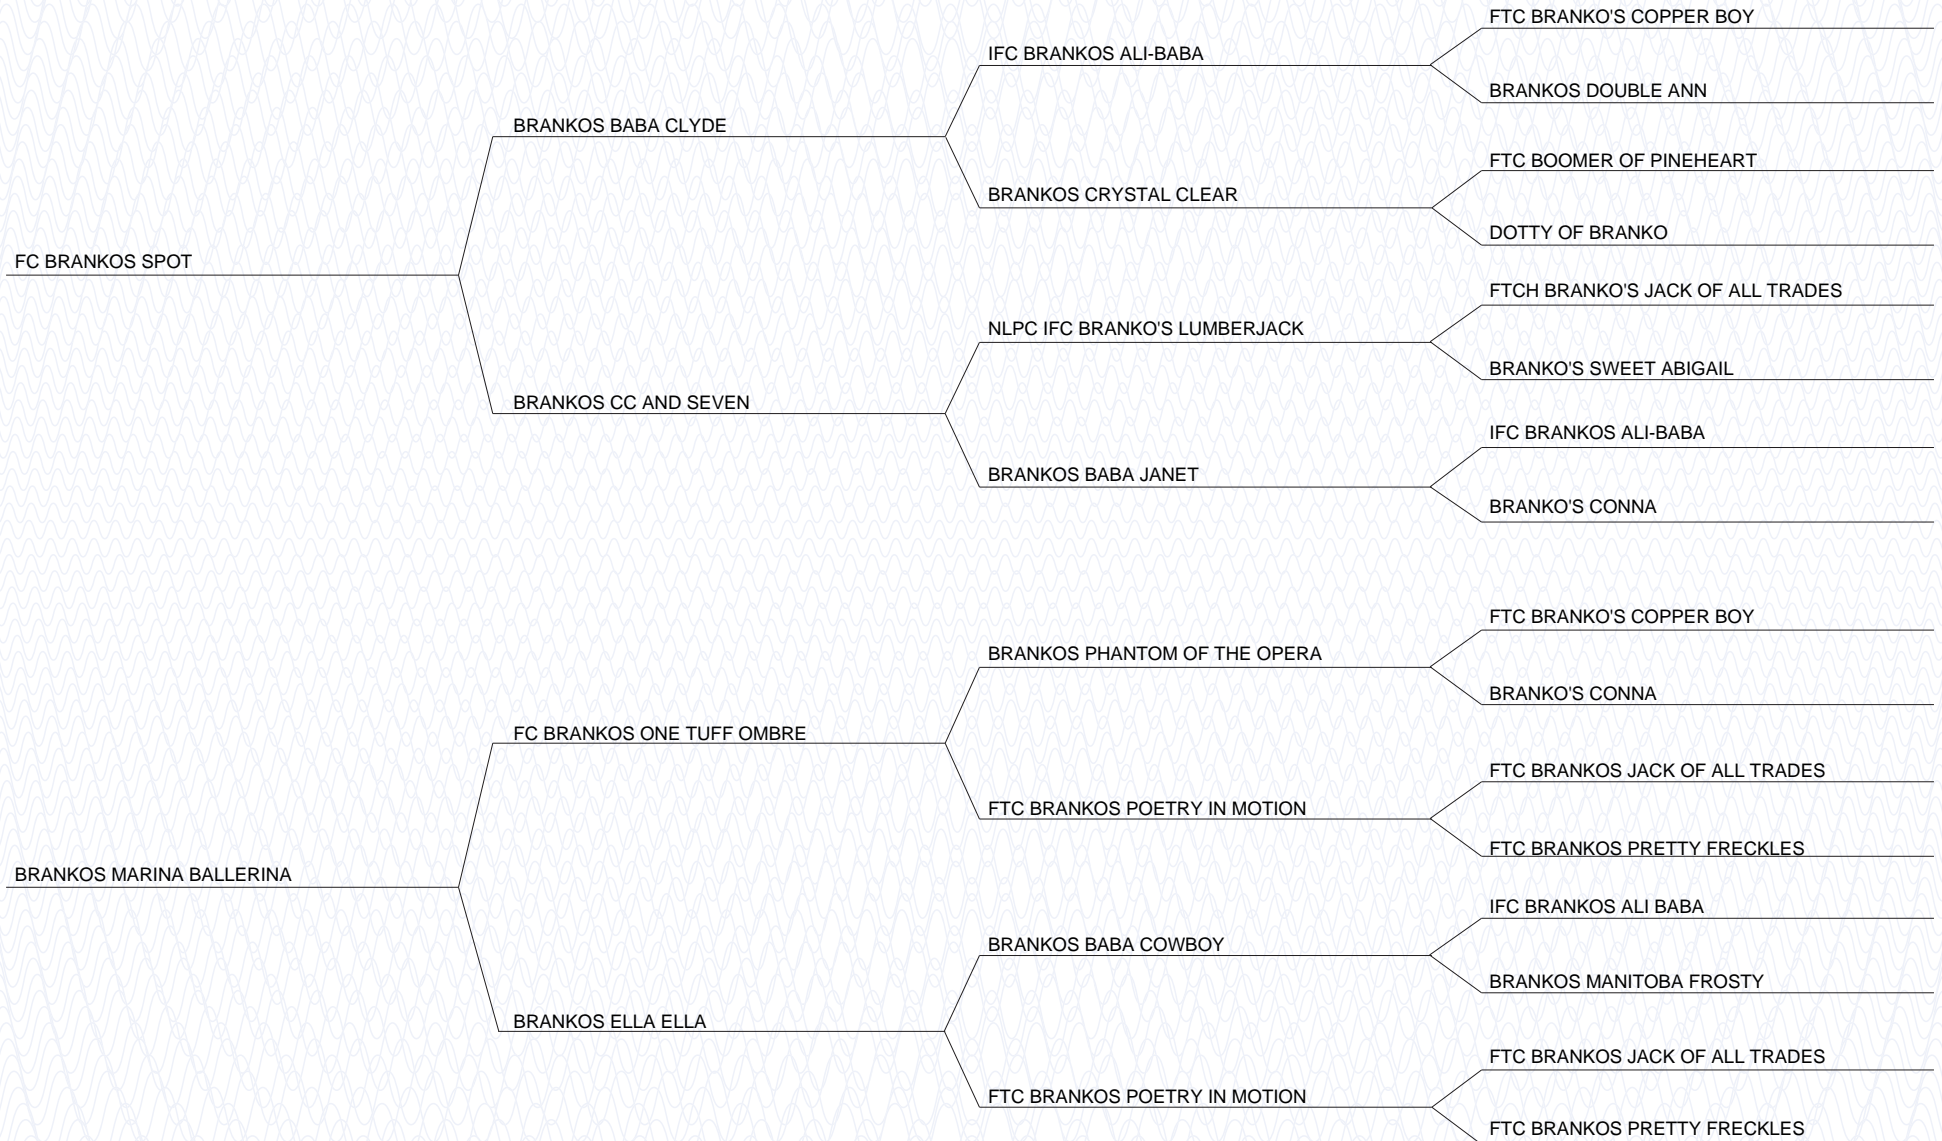 FTC BRANKO'S COPPER BOY
IFC BRANKOS ALI-BABA
BRANKOS DOUBLE ANN
BRANKOS BABA CLYDE
FTC BOOMER OF PINEHEART
BRANKOS CRYSTAL CLEAR
DOTTY OF BRANKO
FC BRANKOS SPOT
FTCH BRANKO'S JACK OF ALL TRADES
NLPC IFC BRANKO'S LUMBERJACK
BRANKO'S SWEET ABIGAIL
BRANKOS CC AND SEVEN
IFC BRANKOS ALI-BABA
BRANKOS BABA JANET
BRANKO'S CONNA
FTC BRANKO'S COPPER BOY
BRANKOS PHANTOM OF THE OPERA
BRANKO'S CONNA
FC BRANKOS ONE TUFF OMBRE
FTC BRANKOS JACK OF ALL TRADES
FTC BRANKOS POETRY IN MOTION
FTC BRANKOS PRETTY FRECKLES
BRANKOS MARINA BALLERINA
IFC BRANKOS ALI BABA
BRANKOS BABA COWBOY
BRANKOS MANITOBA FROSTY
BRANKOS ELLA ELLA
FTC BRANKOS JACK OF ALL TRADES
FTC BRANKOS POETRY IN MOTION
FTC BRANKOS PRETTY FRECKLES